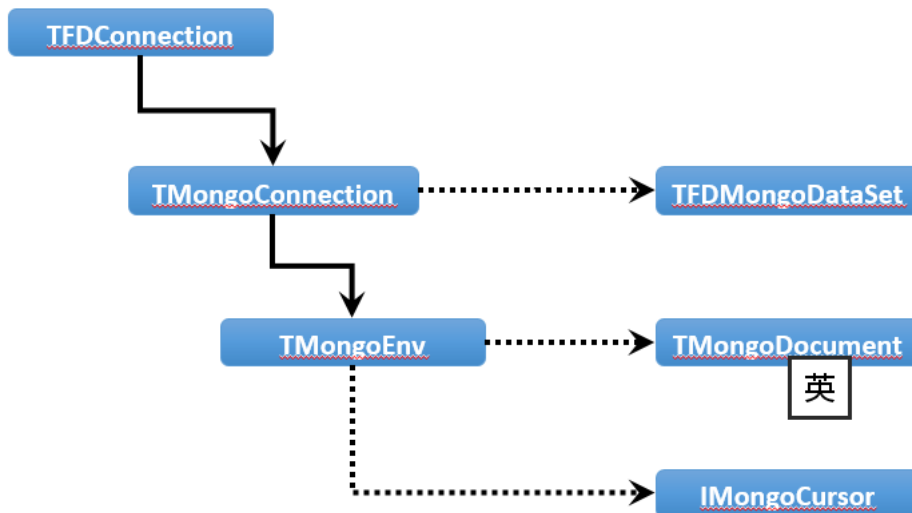 TFDConnection
TMongoConnection
TFDMongoDataSet
TMongoEnv
TMongoDocument
英
IMongoCursor